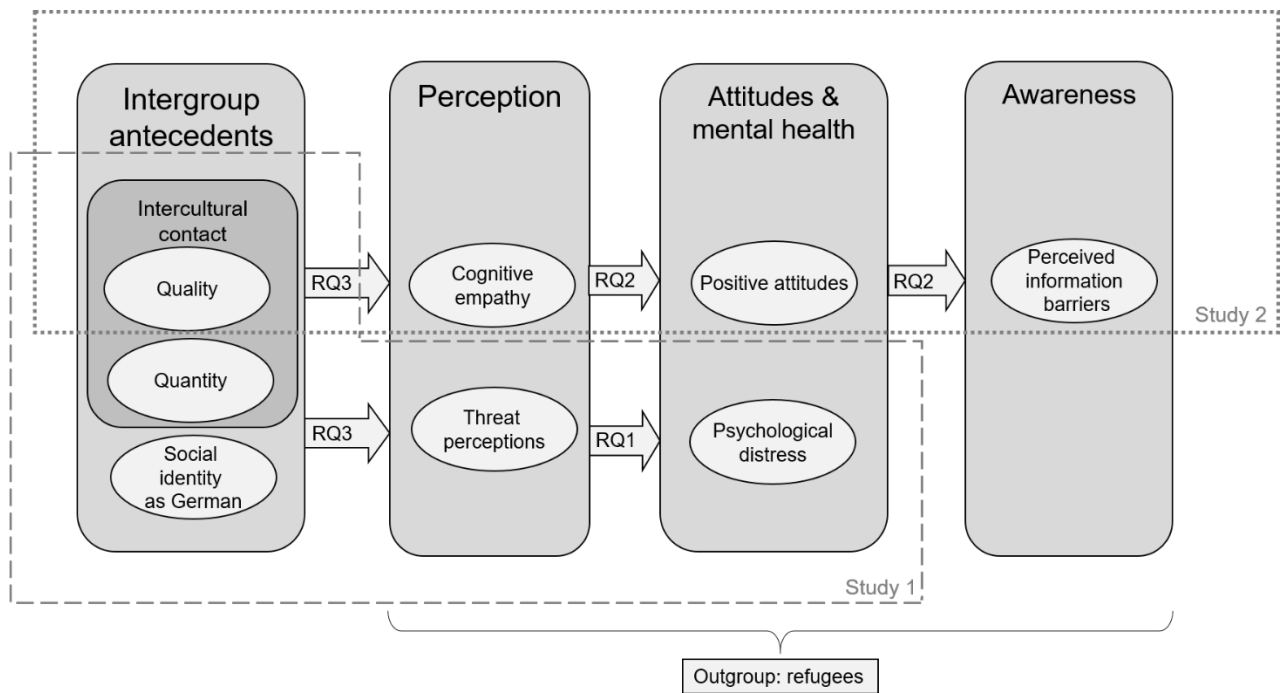 Intergroup
antecedents
Perception
Attitudes &
mental health
Awareness
Intercultural
contact
Quality
RQ3
Cognitive
empathy
RQ2
Positive attitudes
RQ2
Perceived
information
barriers
Study 2
Quantity
RQ3
Threat
perceptions
RQ1
Psychological
distress
Social
identity
as German
Study 1
Outgroup: refugees